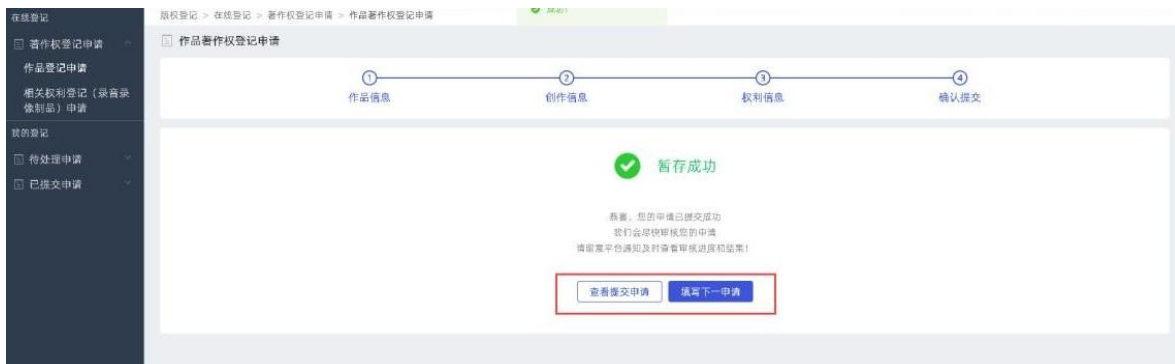 在线登记
著作权登记申请
作品登记申请
相关权利登记（录音录
像制品）申请
我的登记
待处理申请
已提交申请
版权登记 > 在线登记 > 著作权登记申请 > 作品著作权登记申请
成功!
作品著作权登记申请
1
作品信息
2
创作信息
3
权利信息
4
确认提交
暂存成功
恭喜，您的申请已提交成功
我们会尽快审核您的申请
请留意平台通知及时查看审核进度和结果!
查看提交申请
填写下一申请